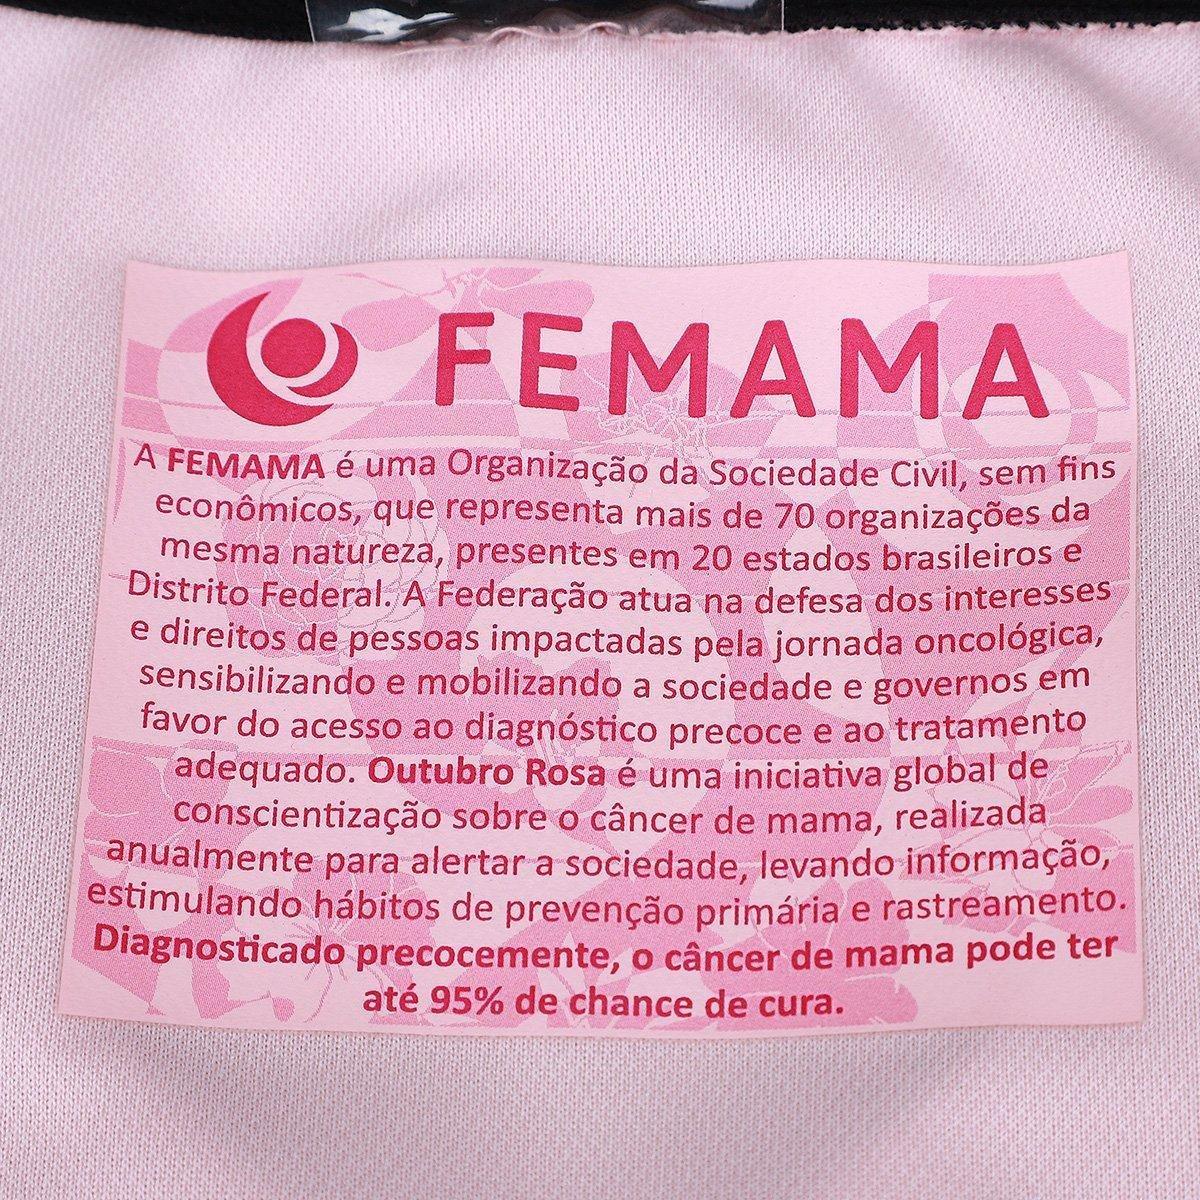 FEMAMA
A FEMAMA é uma Organização da Sociedade Civil, sem fins
econômicos, que representa mais de 70 organizações da
mesma natureza, presentes em 20 estados brasileiros e
Distrito Federal. A Federação atua na defesa dos interesses
e direitos de pessoas impactadas pela jornada oncológica,
sensibilizando e mobilizando a sociedade e governos em
favor do acesso ao diagnóstico precoce e ao tratamento
adequado. Outubro Rosa é uma iniciativa global de
conscientização sobre o câncer de mama, realizada
anualmente para alertar a sociedade, levando informação,
estimulando hábitos de prevenção primária e rastreamento.
Diagnosticado precocemente, o câncer de mama pode ter
até 95% de chance de cura.